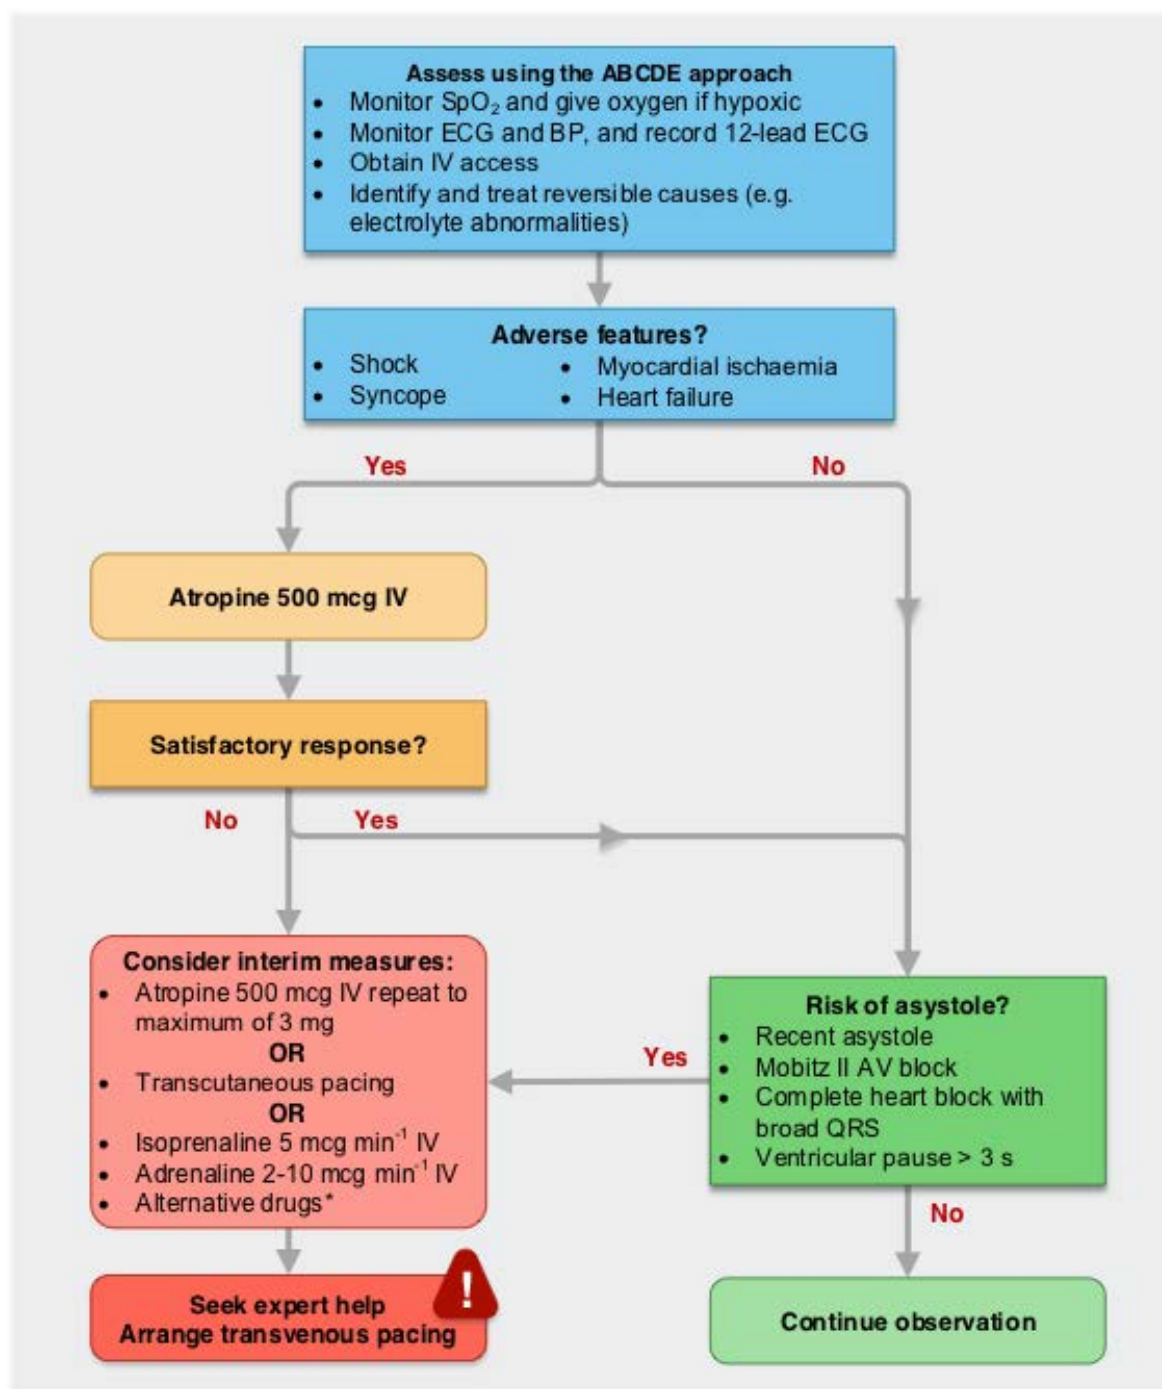 Assess using the ABCDE approach
• Monitor SpO₂ and give oxygen if hypoxic
• Monitor ECG and BP, and record 12-lead ECG
• Obtain IV access
• Identify and treat reversible causes (e.g.
electrolyte abnormalities)
Adverse features?
• Shock
• Syncope
• Myocardial ischaemia
• Heart failure
Yes
No
Atropine 500 mcg IV
Satisfactory response?
No
Yes
Consider interim measures:
• Atropine 500 mcg IV repeat to
maximum of 3 mg
OR
• Transcutaneous pacing
OR
• Isoprenaline 5 mcg min⁻¹ IV
• Adrenaline 2-10 mcg min⁻¹ IV
• Alternative drugs*
Yes
Risk of asystole?
• Recent asystole
• Mobitz II AV block
• Complete heart block with
broad QRS
• Ventricular pause > 3 s
No
!
Seek expert help
Arrange transvenous pacing
Continue observation